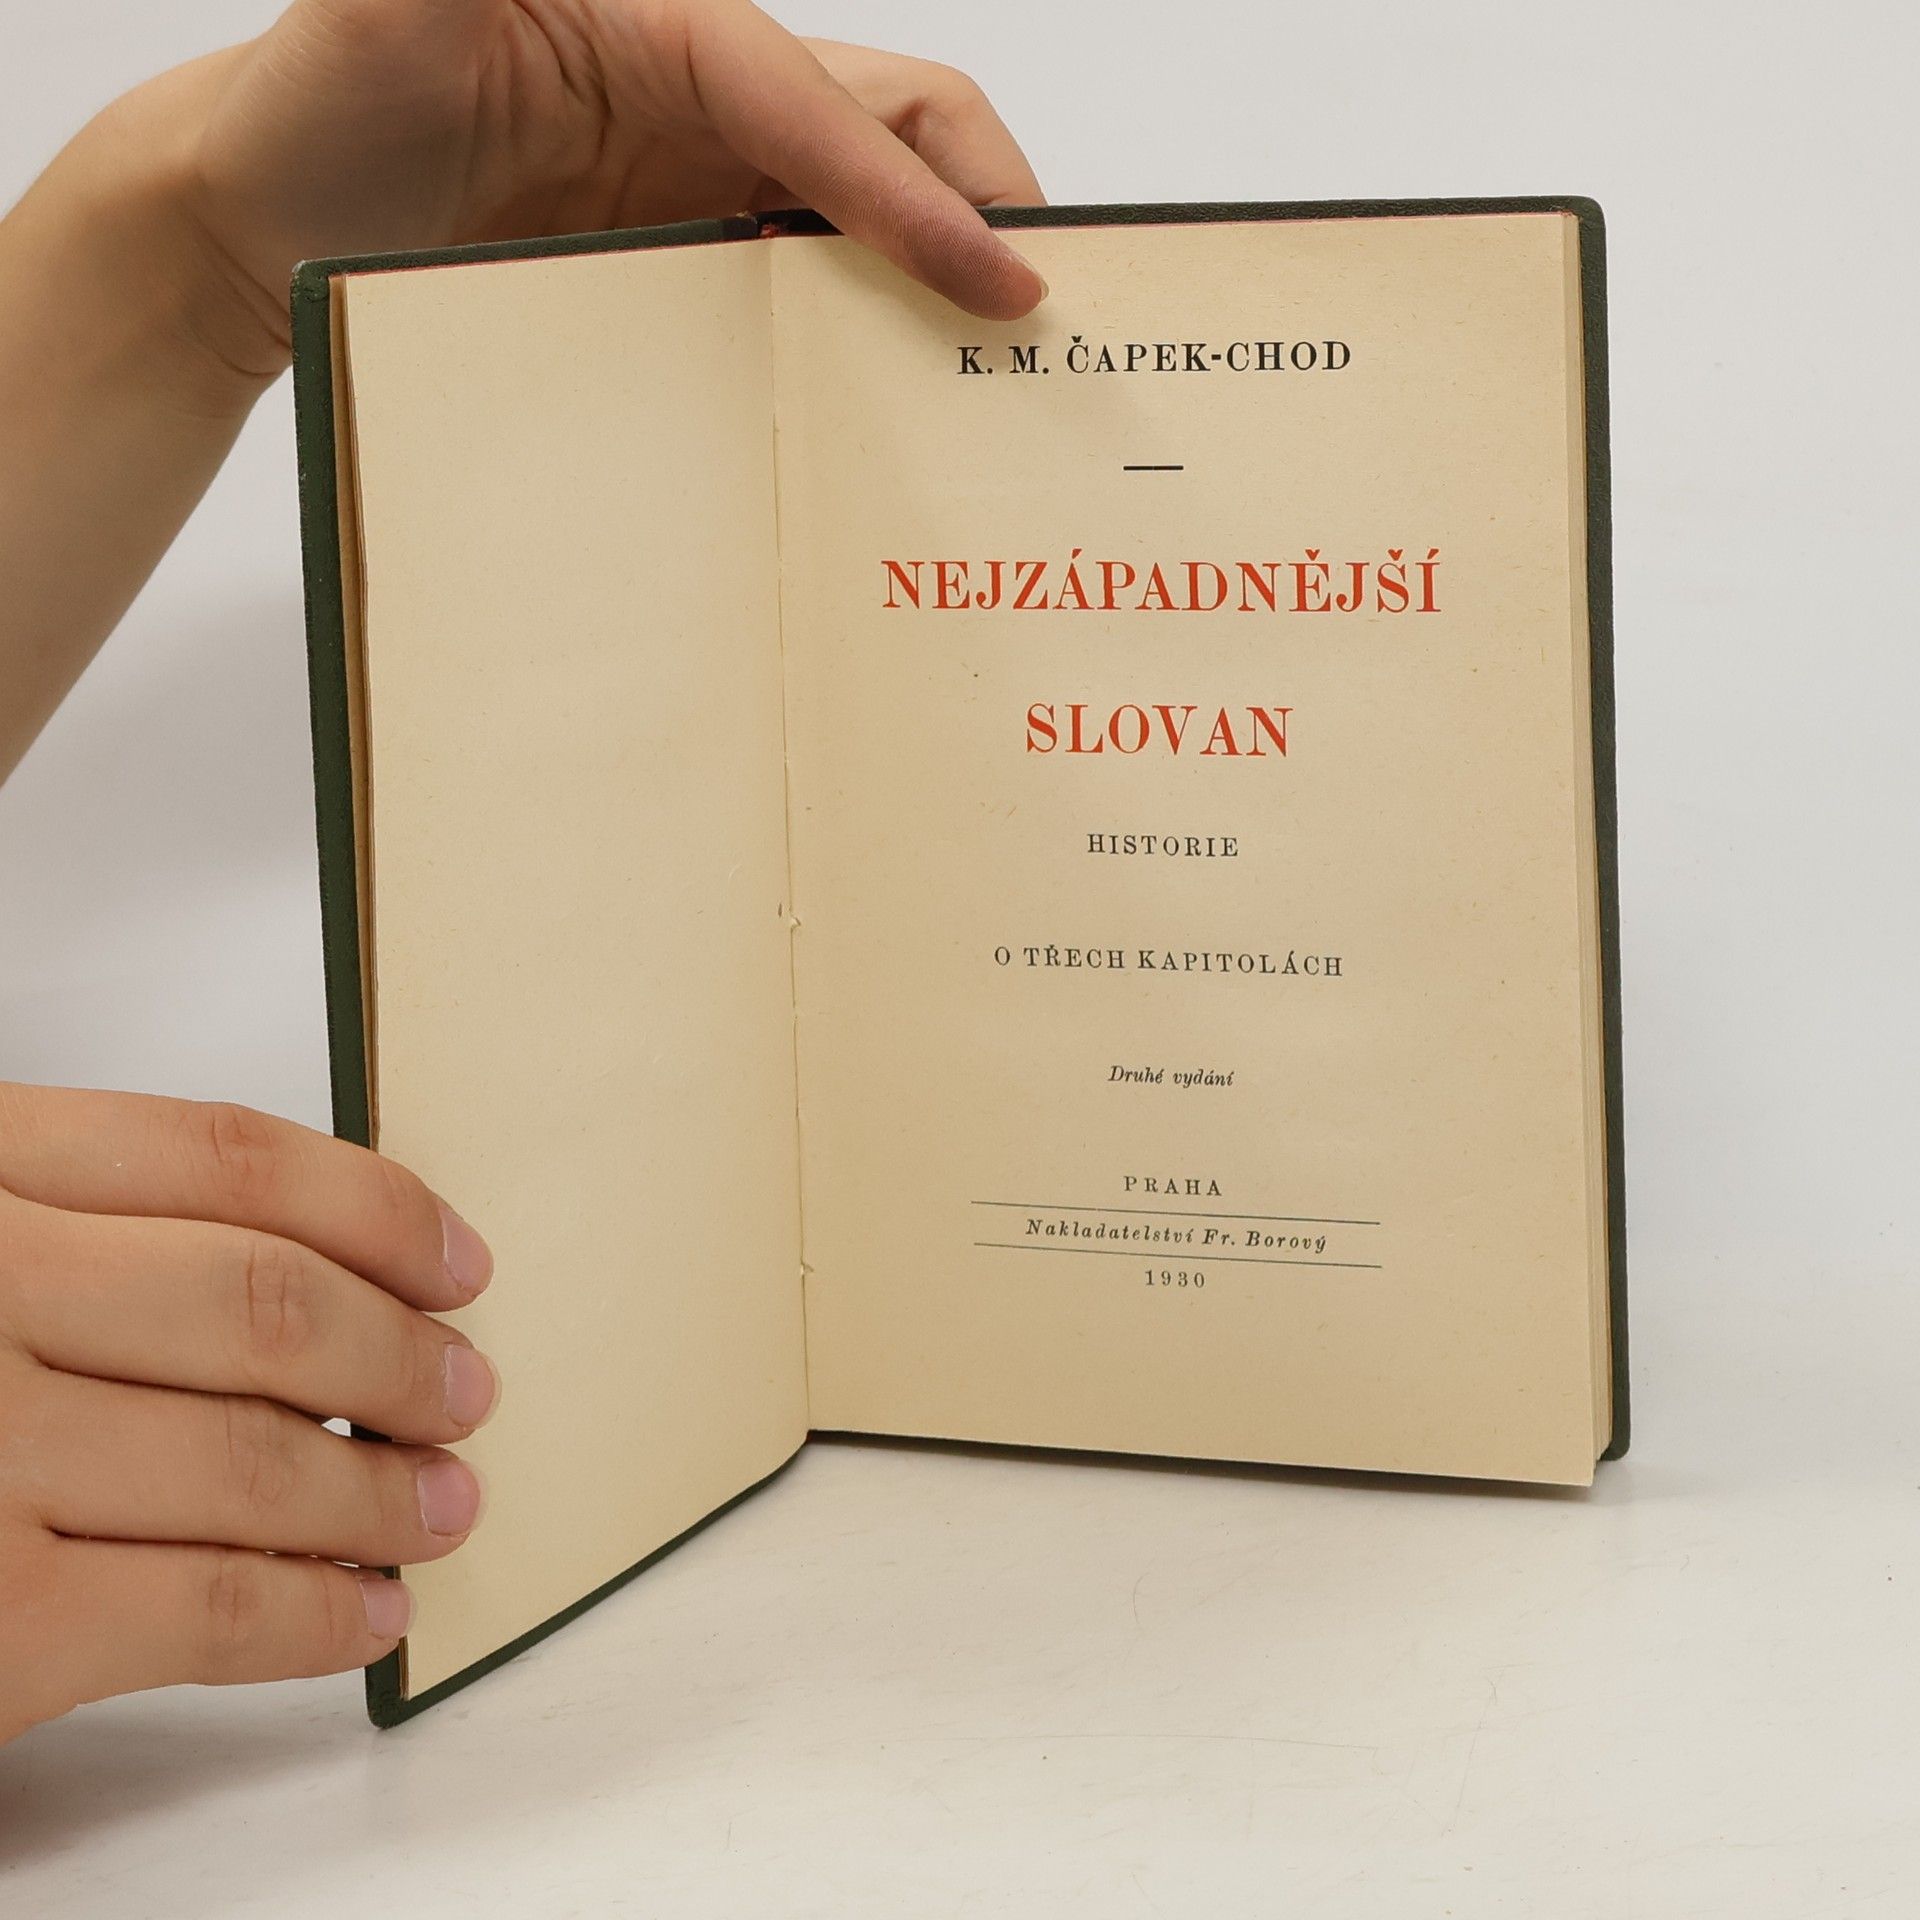 K. M. ČAPEK-CHOD
NEJZÁPADNĚJŠÍ
SLOVAN
HISTORIE
O TŘECH KAPITOLÁCH
Druhé vydání
PRAHA
Nakladatelství Fr. Borový
1930